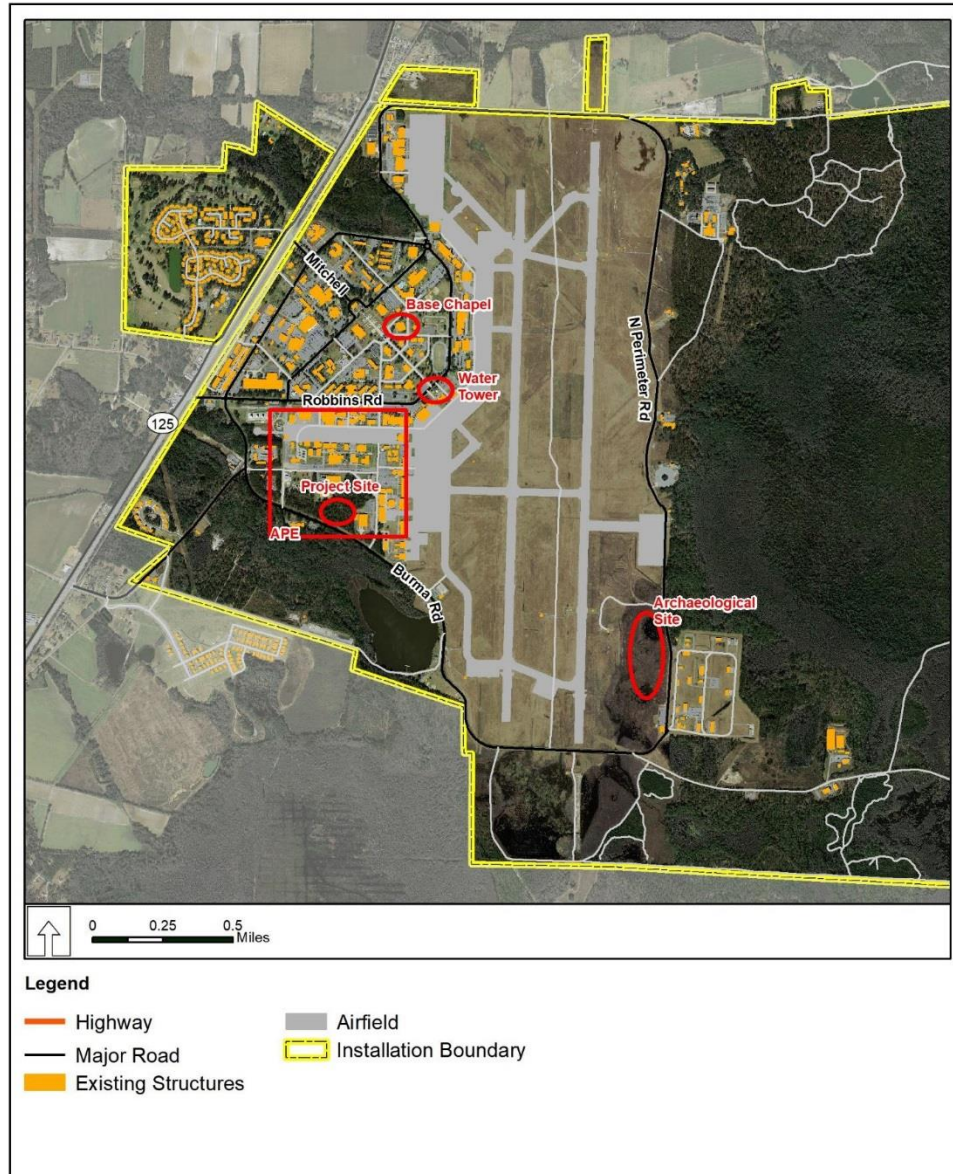 Mitchell
Base Chapel
Water
Tower
N Perimeter Rd
Robbins Rd
125
Project Site
APE
Burma Rd
Archaeological
Site
0 0.25 0.5
Miles
Legend
Highway
Major Road
Existing Structures
Airfield
Installation Boundary